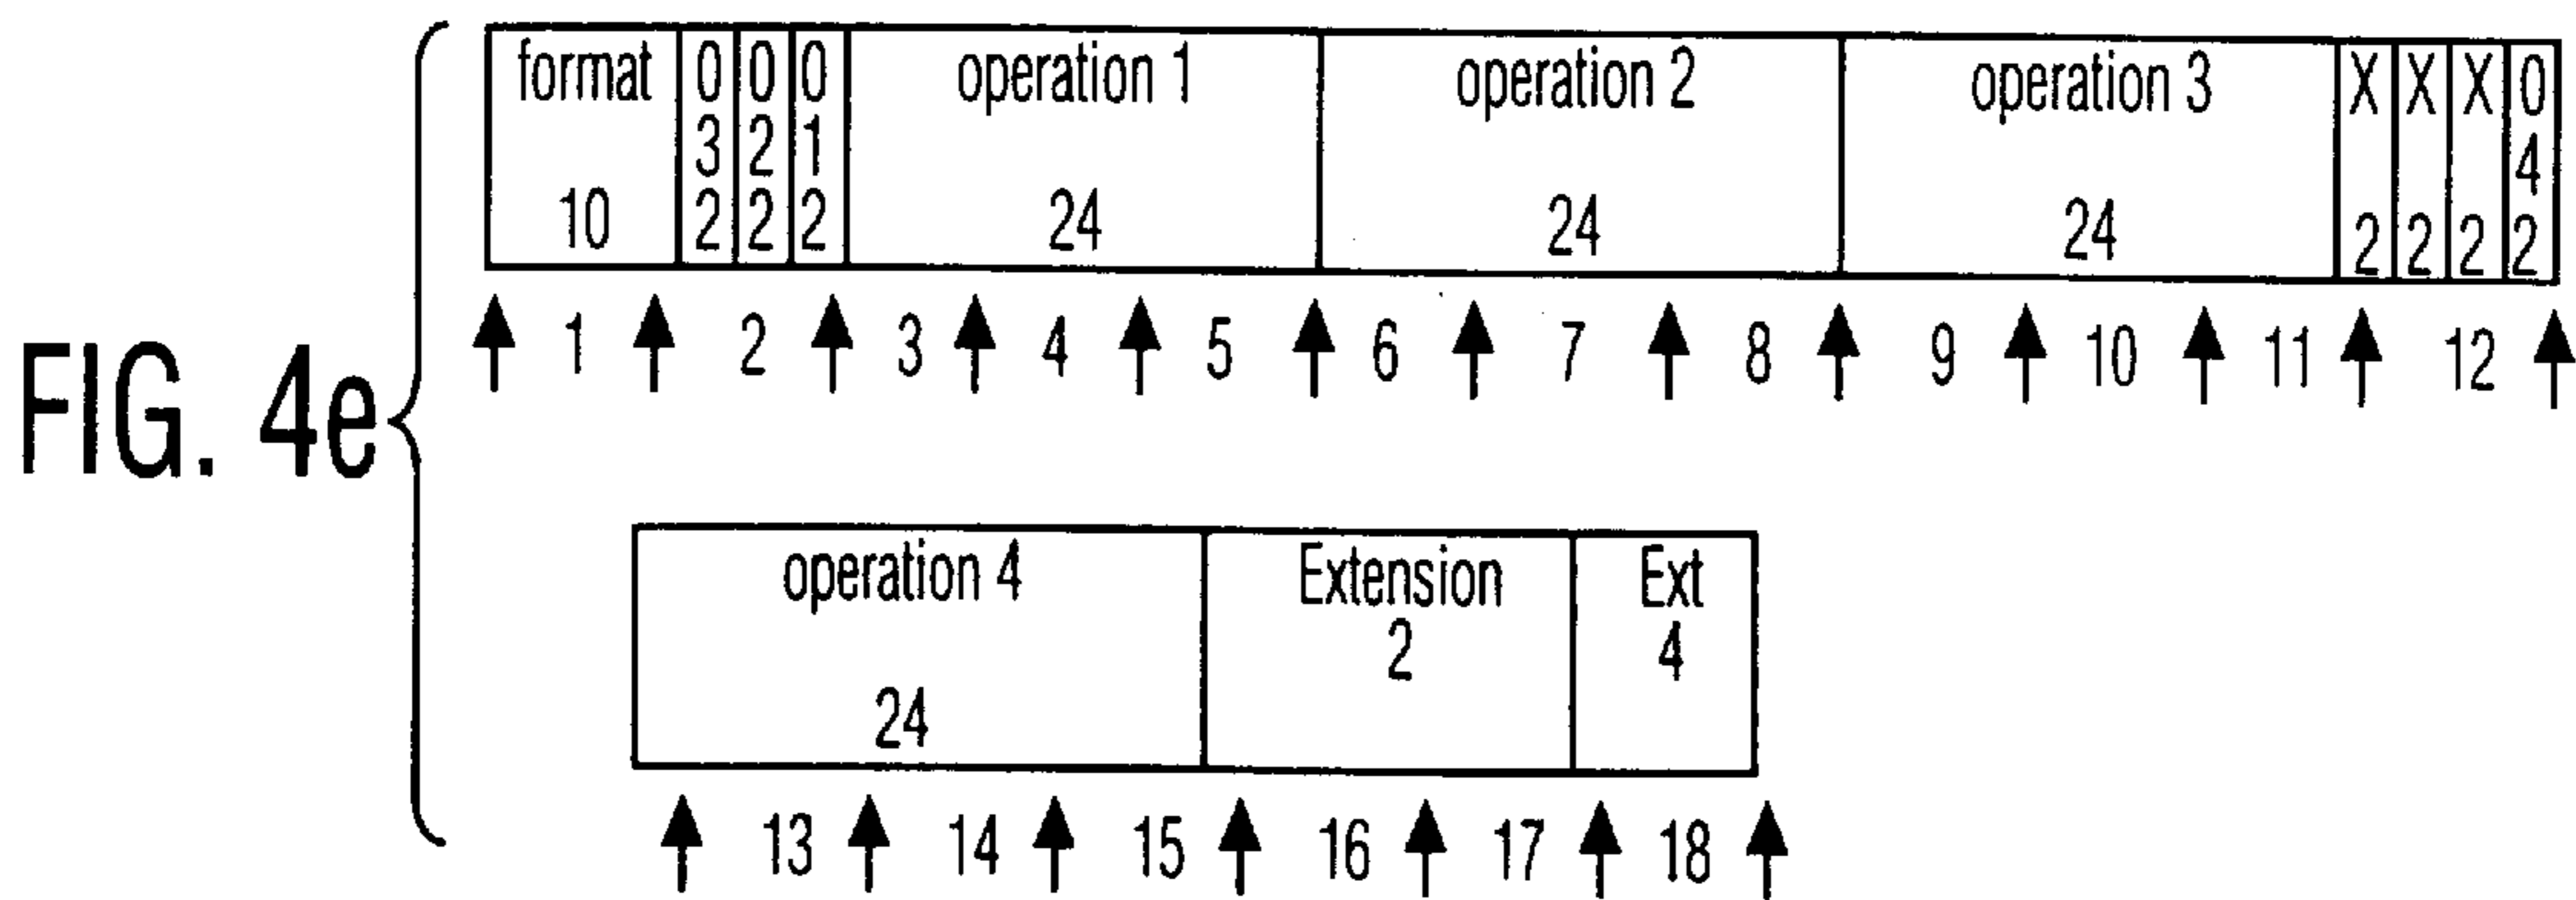 FIG. 4e
format 0 0 0 operation 1 operation 2 operation 3 X X X 0
3 2 1 4
10 2 2 2 24 24 24 2 2 2 2
1 2 3 4 5 6 7 8 9 10 11 12
operation 4 Extension Ext
2 4
24
13 14 15 16 17 18